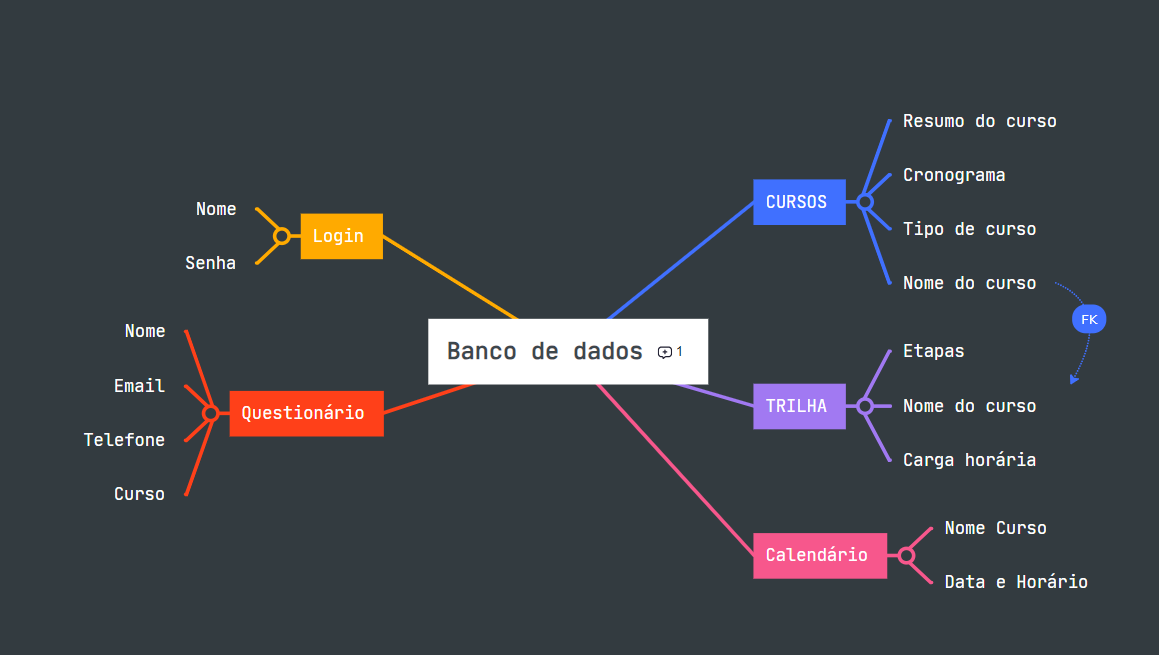 Banco de dados 1
Login
Nome
Senha
Questionário
Nome
Email
Telefone
Curso
CURSOS
Resumo do curso
Cronograma
Tipo de curso
Nome do curso
FK
TRILHA
Etapas
Nome do curso
Carga horária
Calendário
Nome Curso
Data e Horário